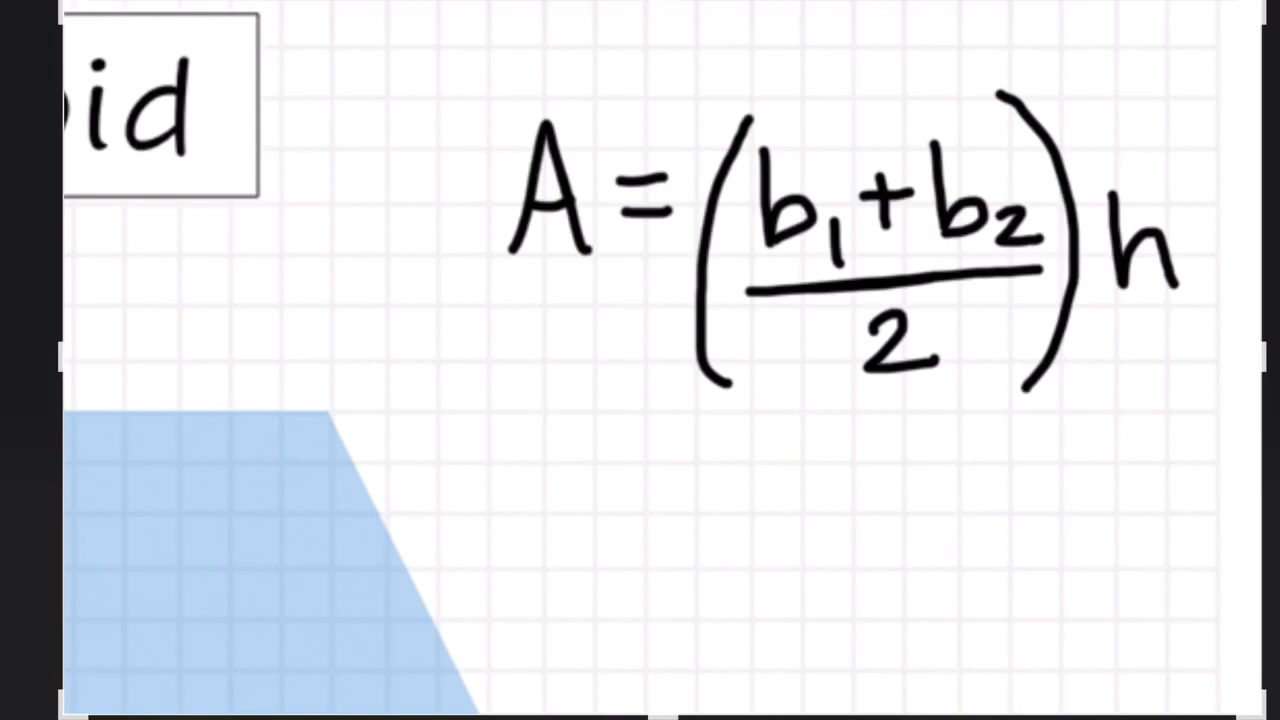 id
A = (b₁ + b₂ / 2) h